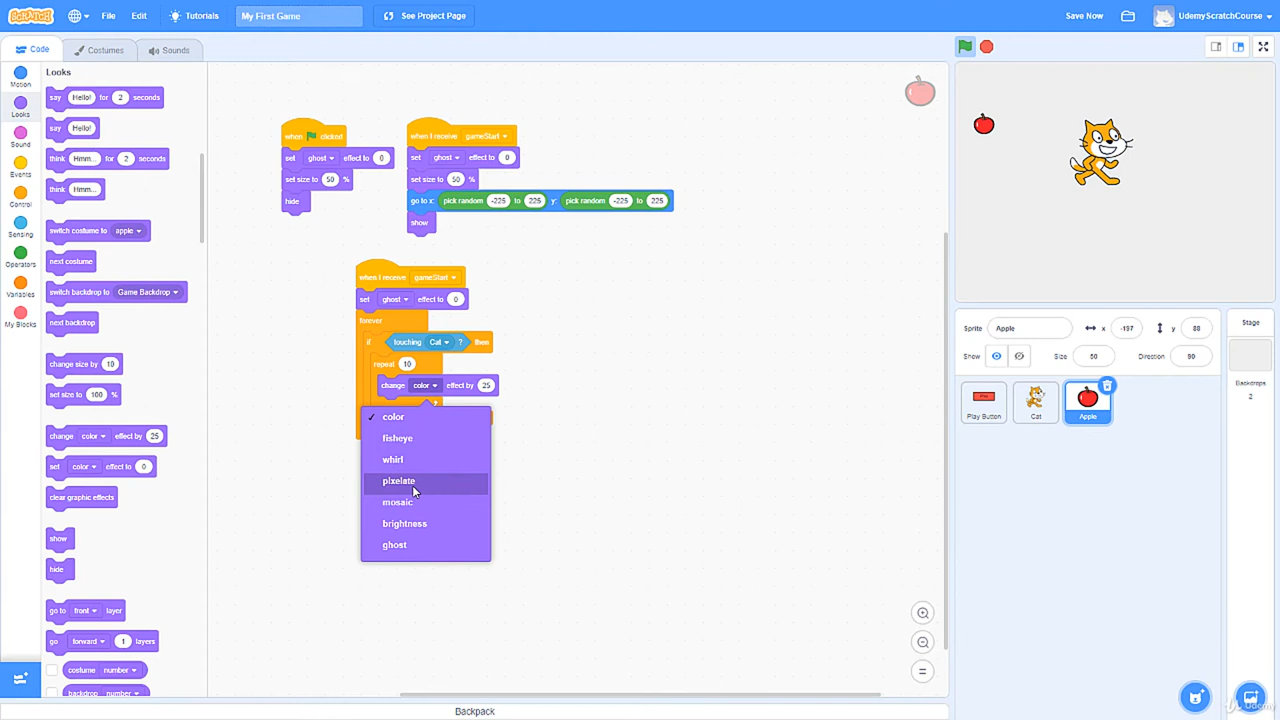 SCRATCH File Edit Tutorials My First Game See Project Page Save Now UdemyScratchCourse
Code Costumes Sounds
Motion
Looks
Sound
Events
Control
Sensing
Operators
Variables
My Blocks
Looks
say Hello! for 2 seconds
say Hello!
think Hmm... for 2 seconds
think Hmm...
switch costume to apple
next costume
switch backdrop to Game Backdrop
next backdrop
change size by 10
set size to 100 %
change color effect by 25
set color effect to 0
clear graphic effects
show
hide
go to front layer
go forward 1 layers
costume number
backdrop number
when clicked
set ghost effect to 0
set size to 50 %
hide
when I receive gameStart
set ghost effect to 0
set size to 50 %
go to x: pick random -225 to 225 y: pick random -225 to 225
show
when I receive gameStart
set ghost effect to 0
forever
if touching Cat ? then
repeat 10
change color effect by 25
✓ color
fisheye
whirl
pixelate
mosaic
brightness
ghost
Sprite Apple x -197 y 88
Show Size 50 Direction 90
Play Button
Cat
Apple
Stage
Backdrops
2
Backpack
Udemy